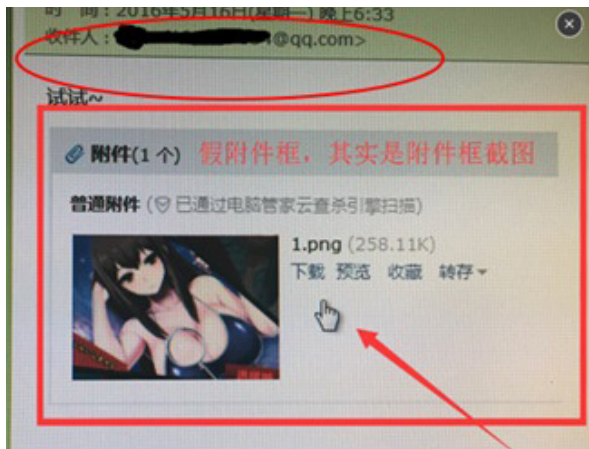 时　间：2016年5月16日(星期一) 晚上6:33
收件人：@qq.com>
试试~
附件(1 个) 假附件框，其实是附件框截图
普通附件 (已通过电脑管家云查杀引擎扫描)
1.png (258.11K)
下载 预览 收藏 转存